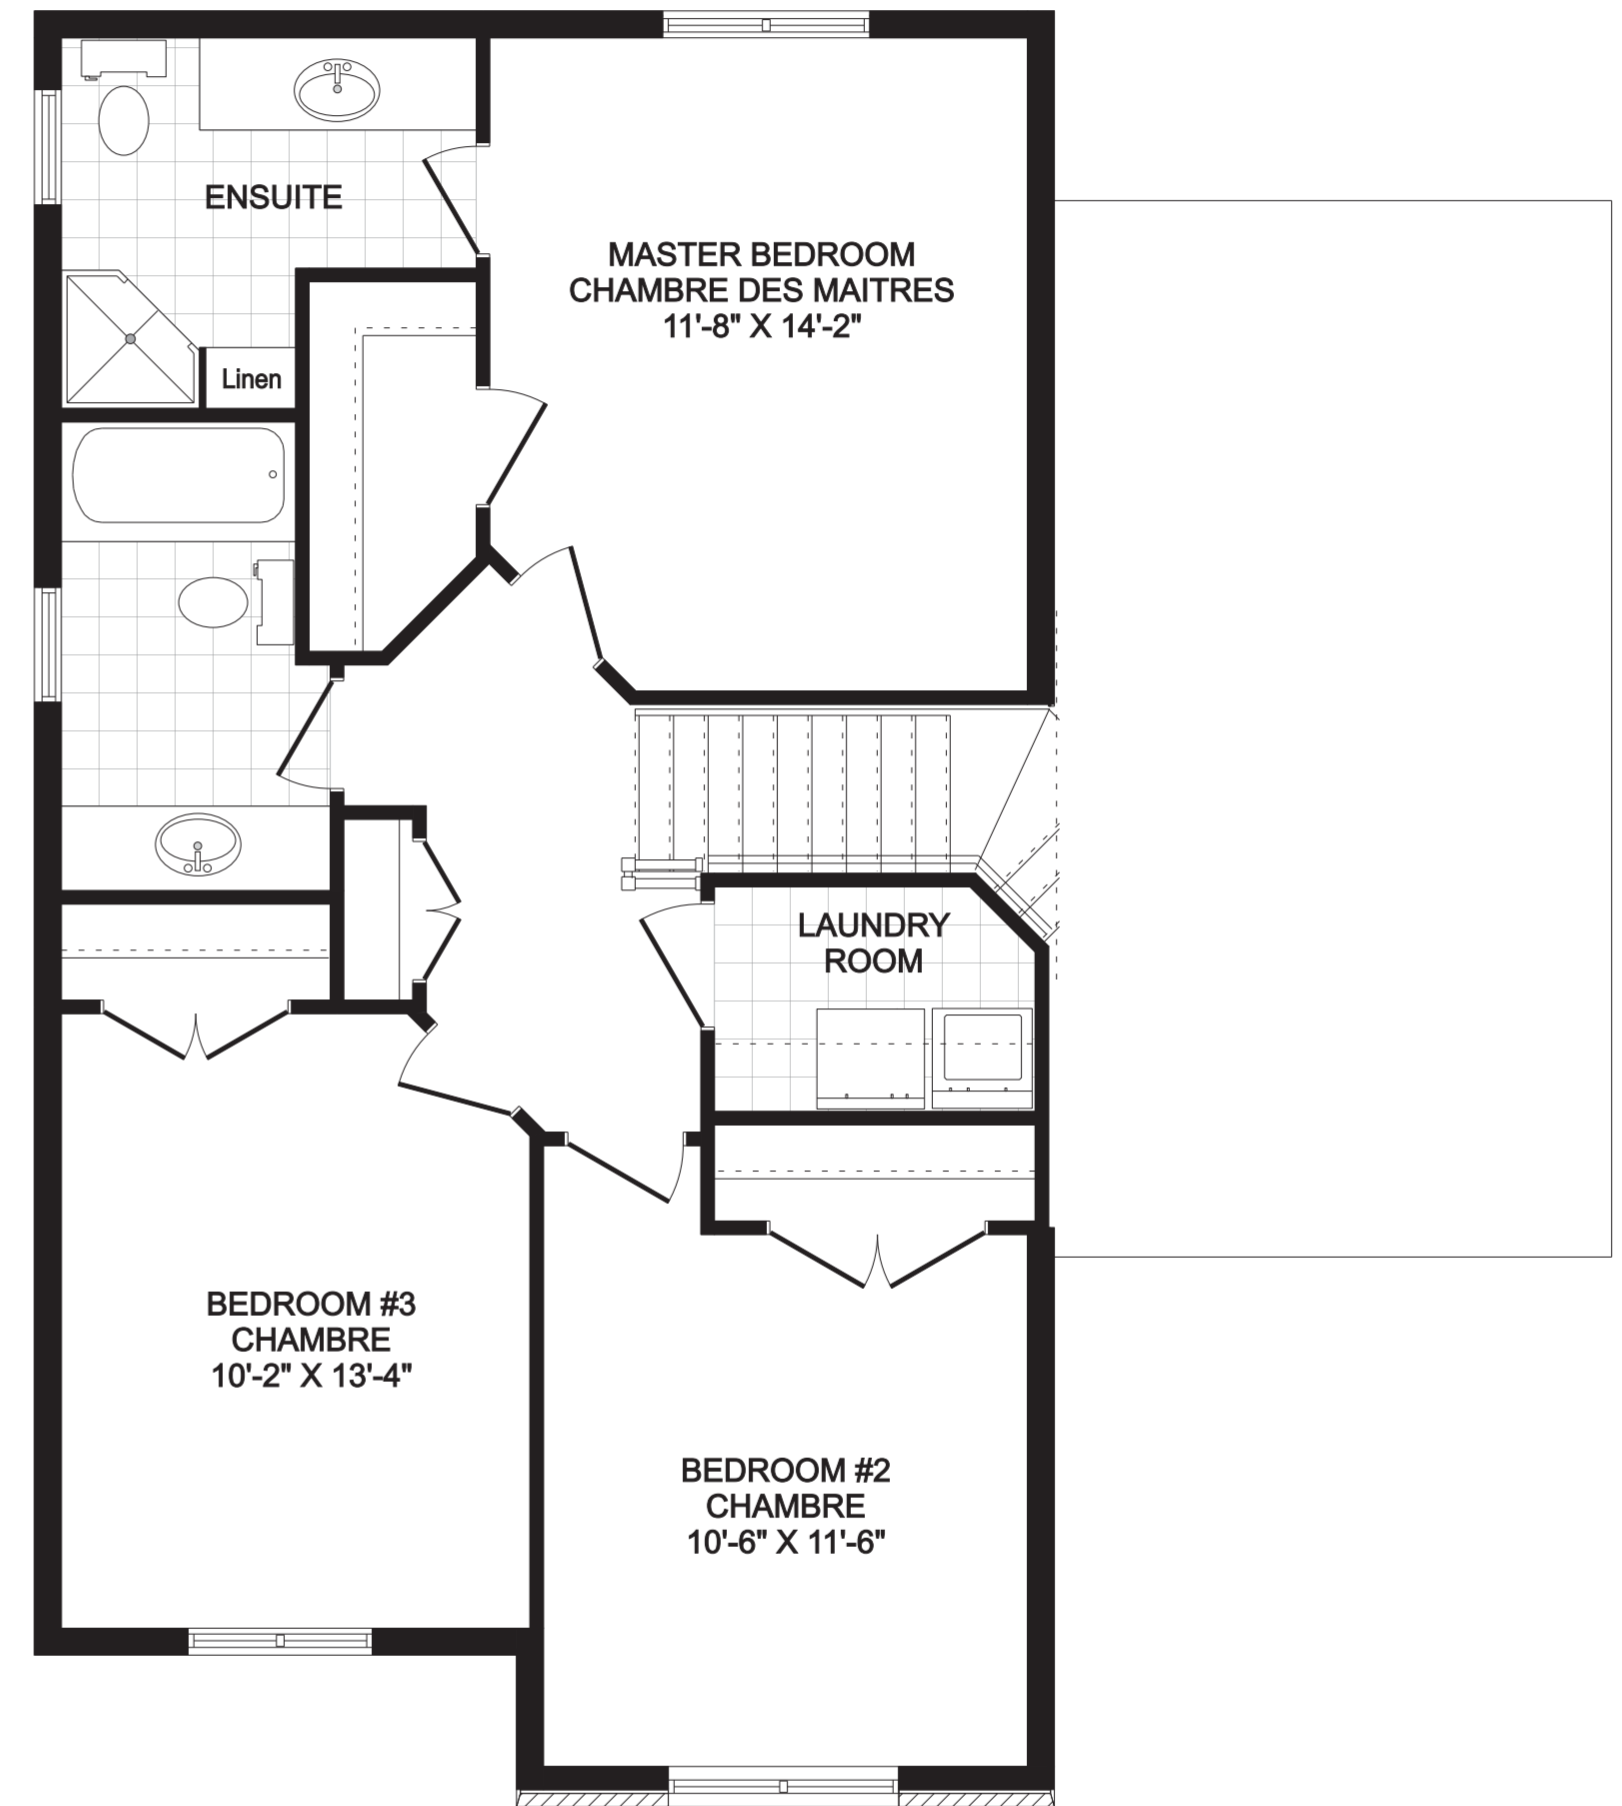 ENSUITE
MASTER BEDROOM
CHAMBRE DES MAITRES
11'-8" X 14'-2"
Linen
LAUNDRY
ROOM
BEDROOM #3
CHAMBRE
10'-2" X 13'-4"
BEDROOM #2
CHAMBRE
10'-6" X 11'-6"